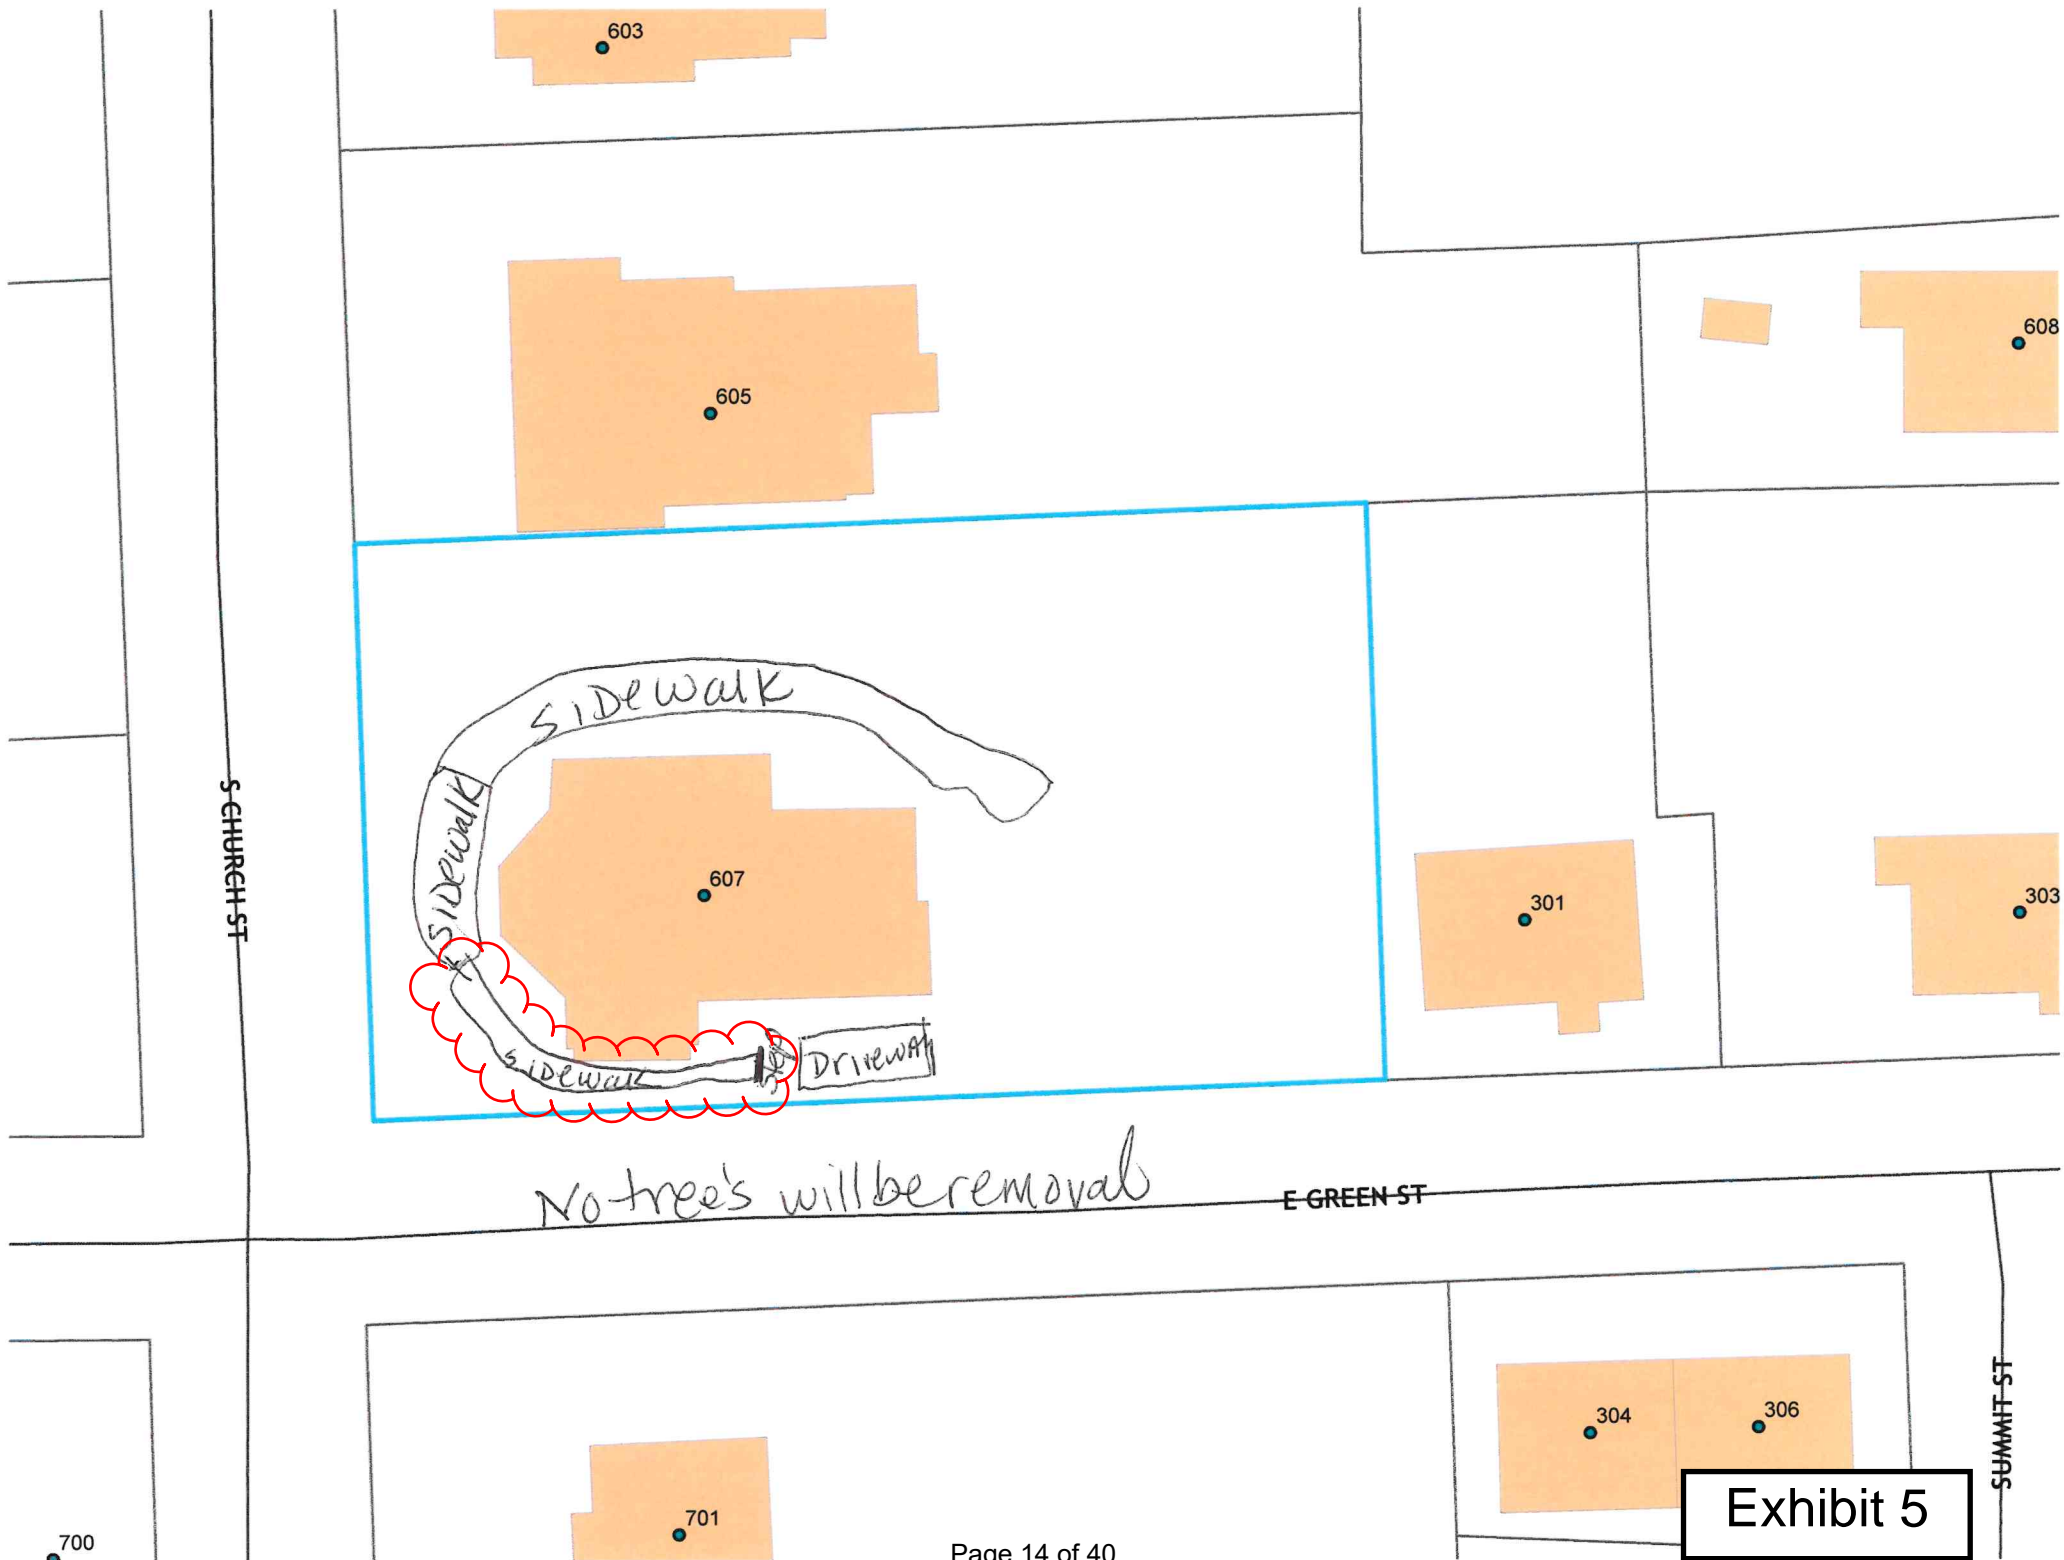 603
605
608
SiDewalk
SiDewalk
S CHURCH ST
607
301
303
SiDewalk
Step
Driveway
No tree's will be removal
E GREEN ST
304
306
SUMMIT ST
Exhibit 5
701
700
Page 14 of 40